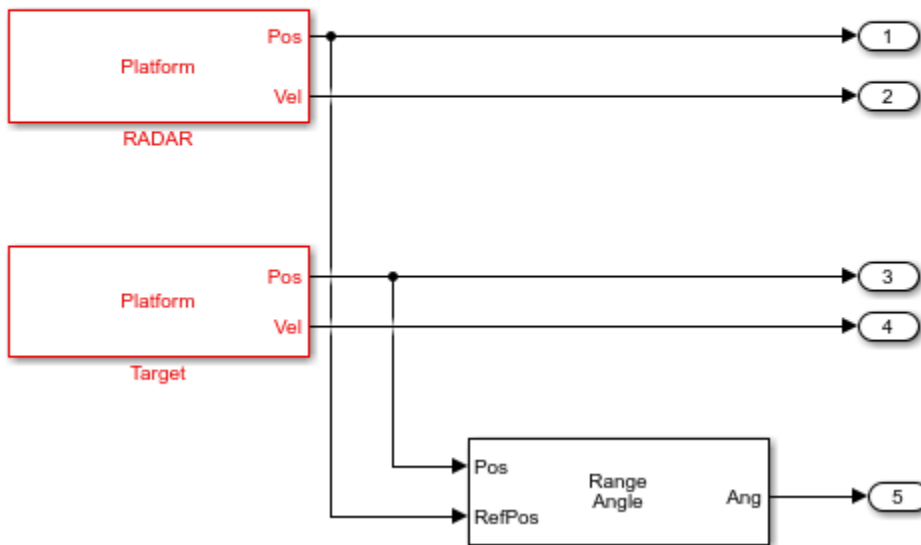 Pos
1
Platform
Vel
2
RADAR
Pos
3
Platform
Vel
4
Target
Pos
Range
Angle
Ang
5
RefPos